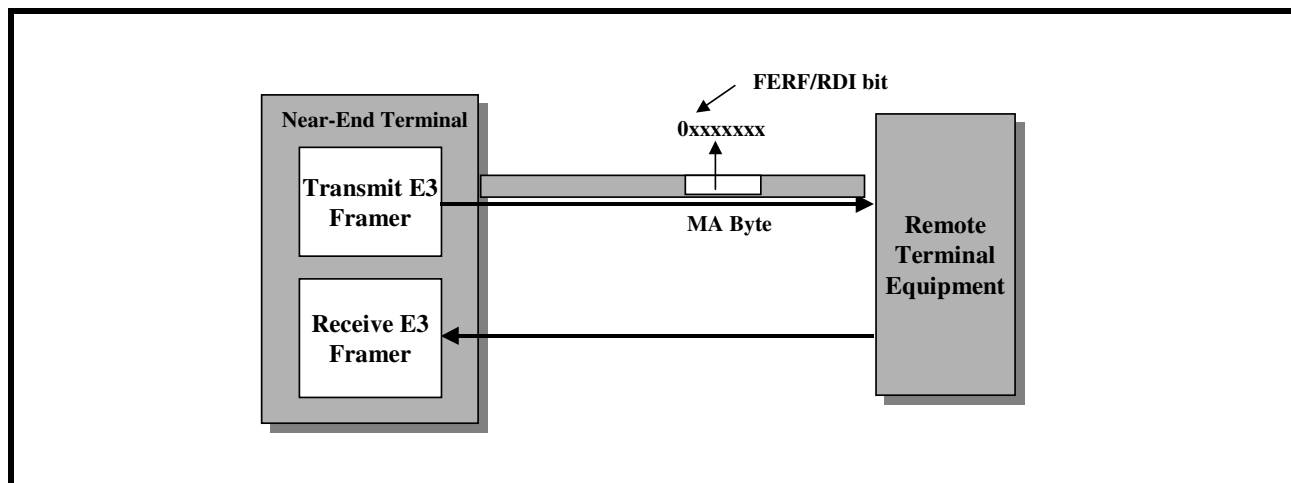 FERF/RDI bit
0xxxxxxx
Near-End Terminal
Transmit E3
Framer
MA Byte
Remote
Terminal
Equipment
Receive E3
Framer